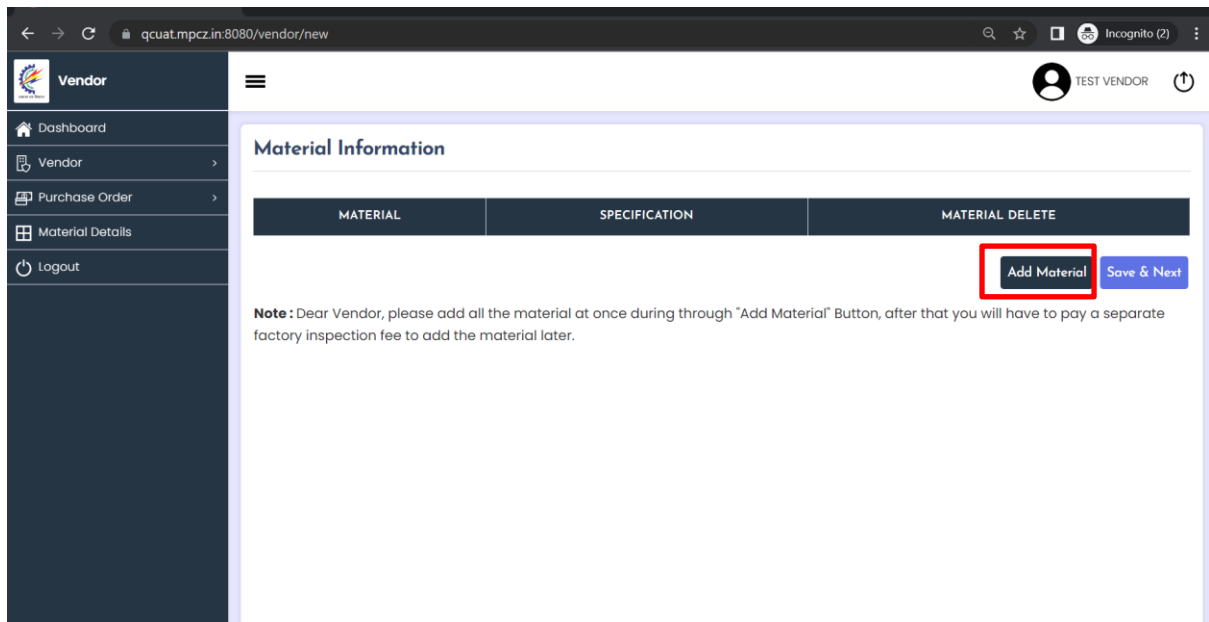 qcuat.mpcz.in:8080/vendor/new
Incognito (2)
Vendor
TEST VENDOR
Dashboard
Vendor
Purchase Order
Material Details
Logout
Material Information
MATERIAL SPECIFICATION MATERIAL DELETE
Add Material Save & Next
Note : Dear Vendor, please add all the material at once during through "Add Material" Button, after that you will have to pay a separate
factory inspection fee to add the material later.